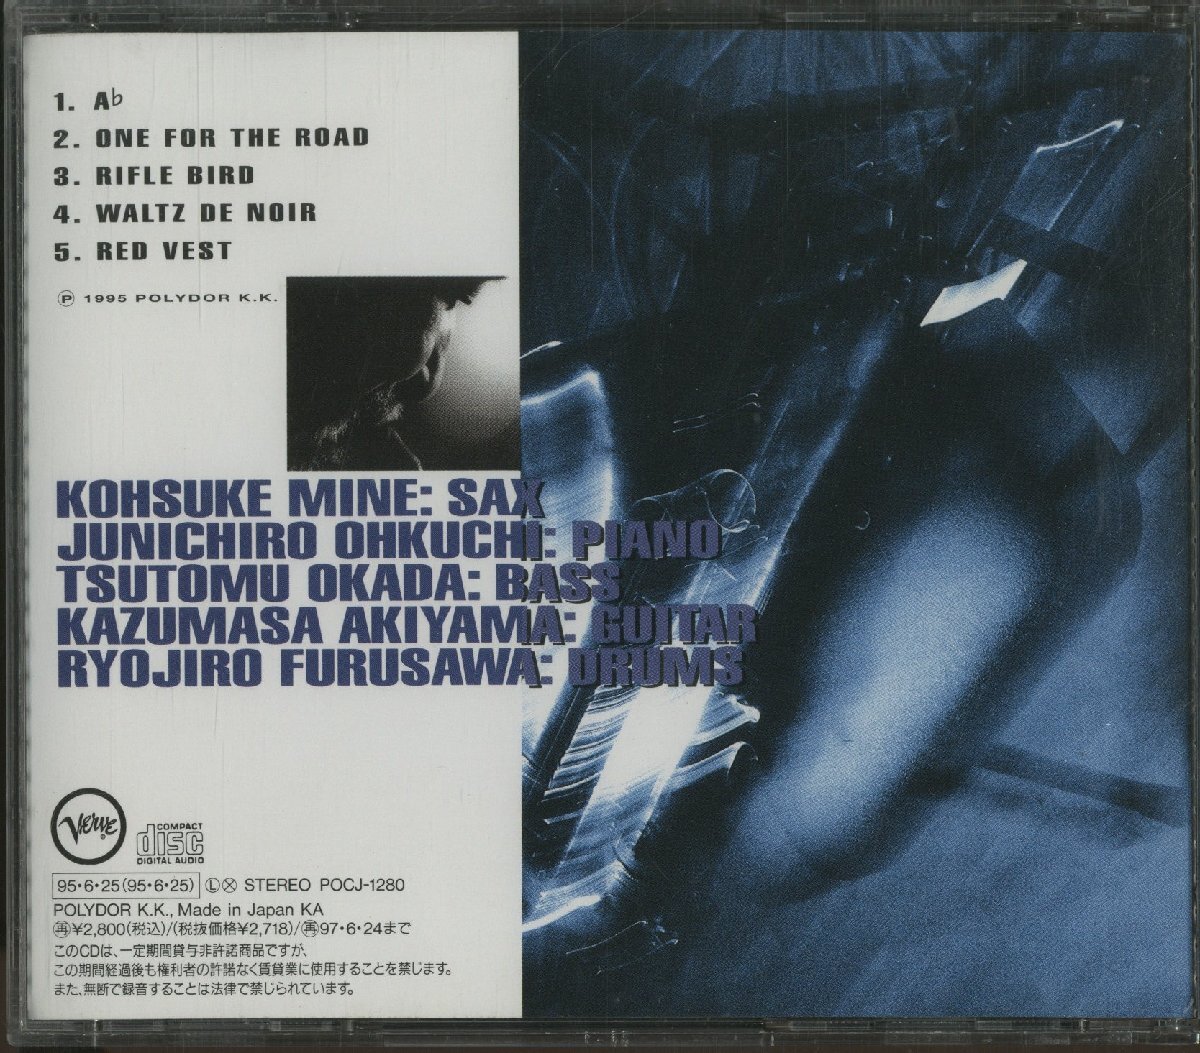 1. A♭
2. ONE FOR THE ROAD
3. RIFLE BIRD
4. WALTZ DE NOIR
5. RED VEST
Ⓟ 1995 POLYDOR K.K.
KOHSUKE MINE: SAX
JUNICHIRO OHKUCHI: PIANO
TSUTOMU OKADA: BASS
KAZUMASA AKIYAMA: GUITAR
RYOJIRO FURUSAWA: DRUMS
VERVE
COMPACT
disc
DIGITAL AUDIO
95・6・25(95・6・25) Ⓛⓧ STEREO POCJ-1280
POLYDOR K.K., Made in Japan KA
㊢¥2,800(税込)/(税抜価格¥2,718)/㊢97・6・24まで
このCDは、一定期間貸与非許諾商品ですが、
この期間経過後も権利者の許諾なく賃貸業に使用することを禁じます。
また、無断で録音することは法律で禁じられています。